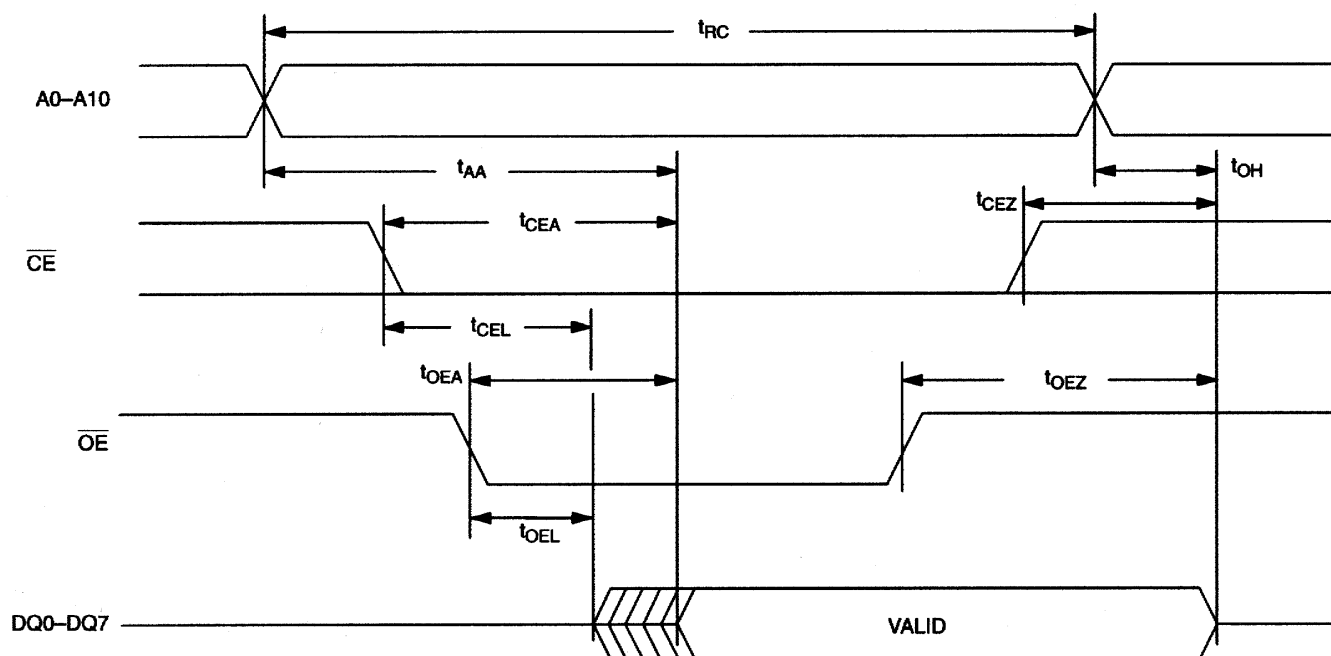 tRC
A0–A10
tAA
tOH
tCEZ
tCEA
CE
tCEL
tOEA
tOEZ
OE
tOEL
DQ0–DQ7
VALID